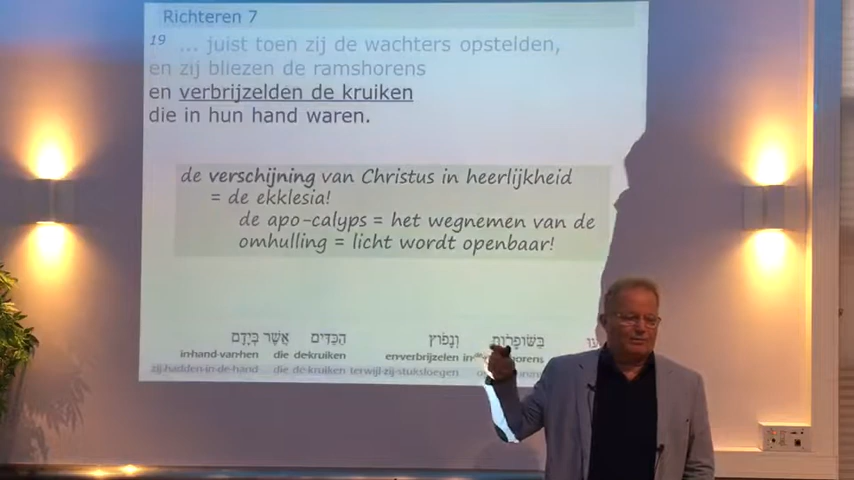 Richteren 7
19 ... juist toen zij de wachters opstelden,
en zij bliezen de ramshorens
en verbrijzelden de kruiken
die in hun hand waren.
de verschijning van Christus in heerlijkheid
= de ekklesia!
de apo-calyps = het wegnemen van de
omhulling = licht wordt openbaar!
בַּשּׁוֹפָרוֹת וְנָפוֹץ הַכַּדִּים אֲשֶׁר בְּיָדָם
in·hand·van·hen die de·kruiken en·verbrijzelen
zij·hadden·in·de·hand ...die de·kruiken terwijl·zij·stuksloegen